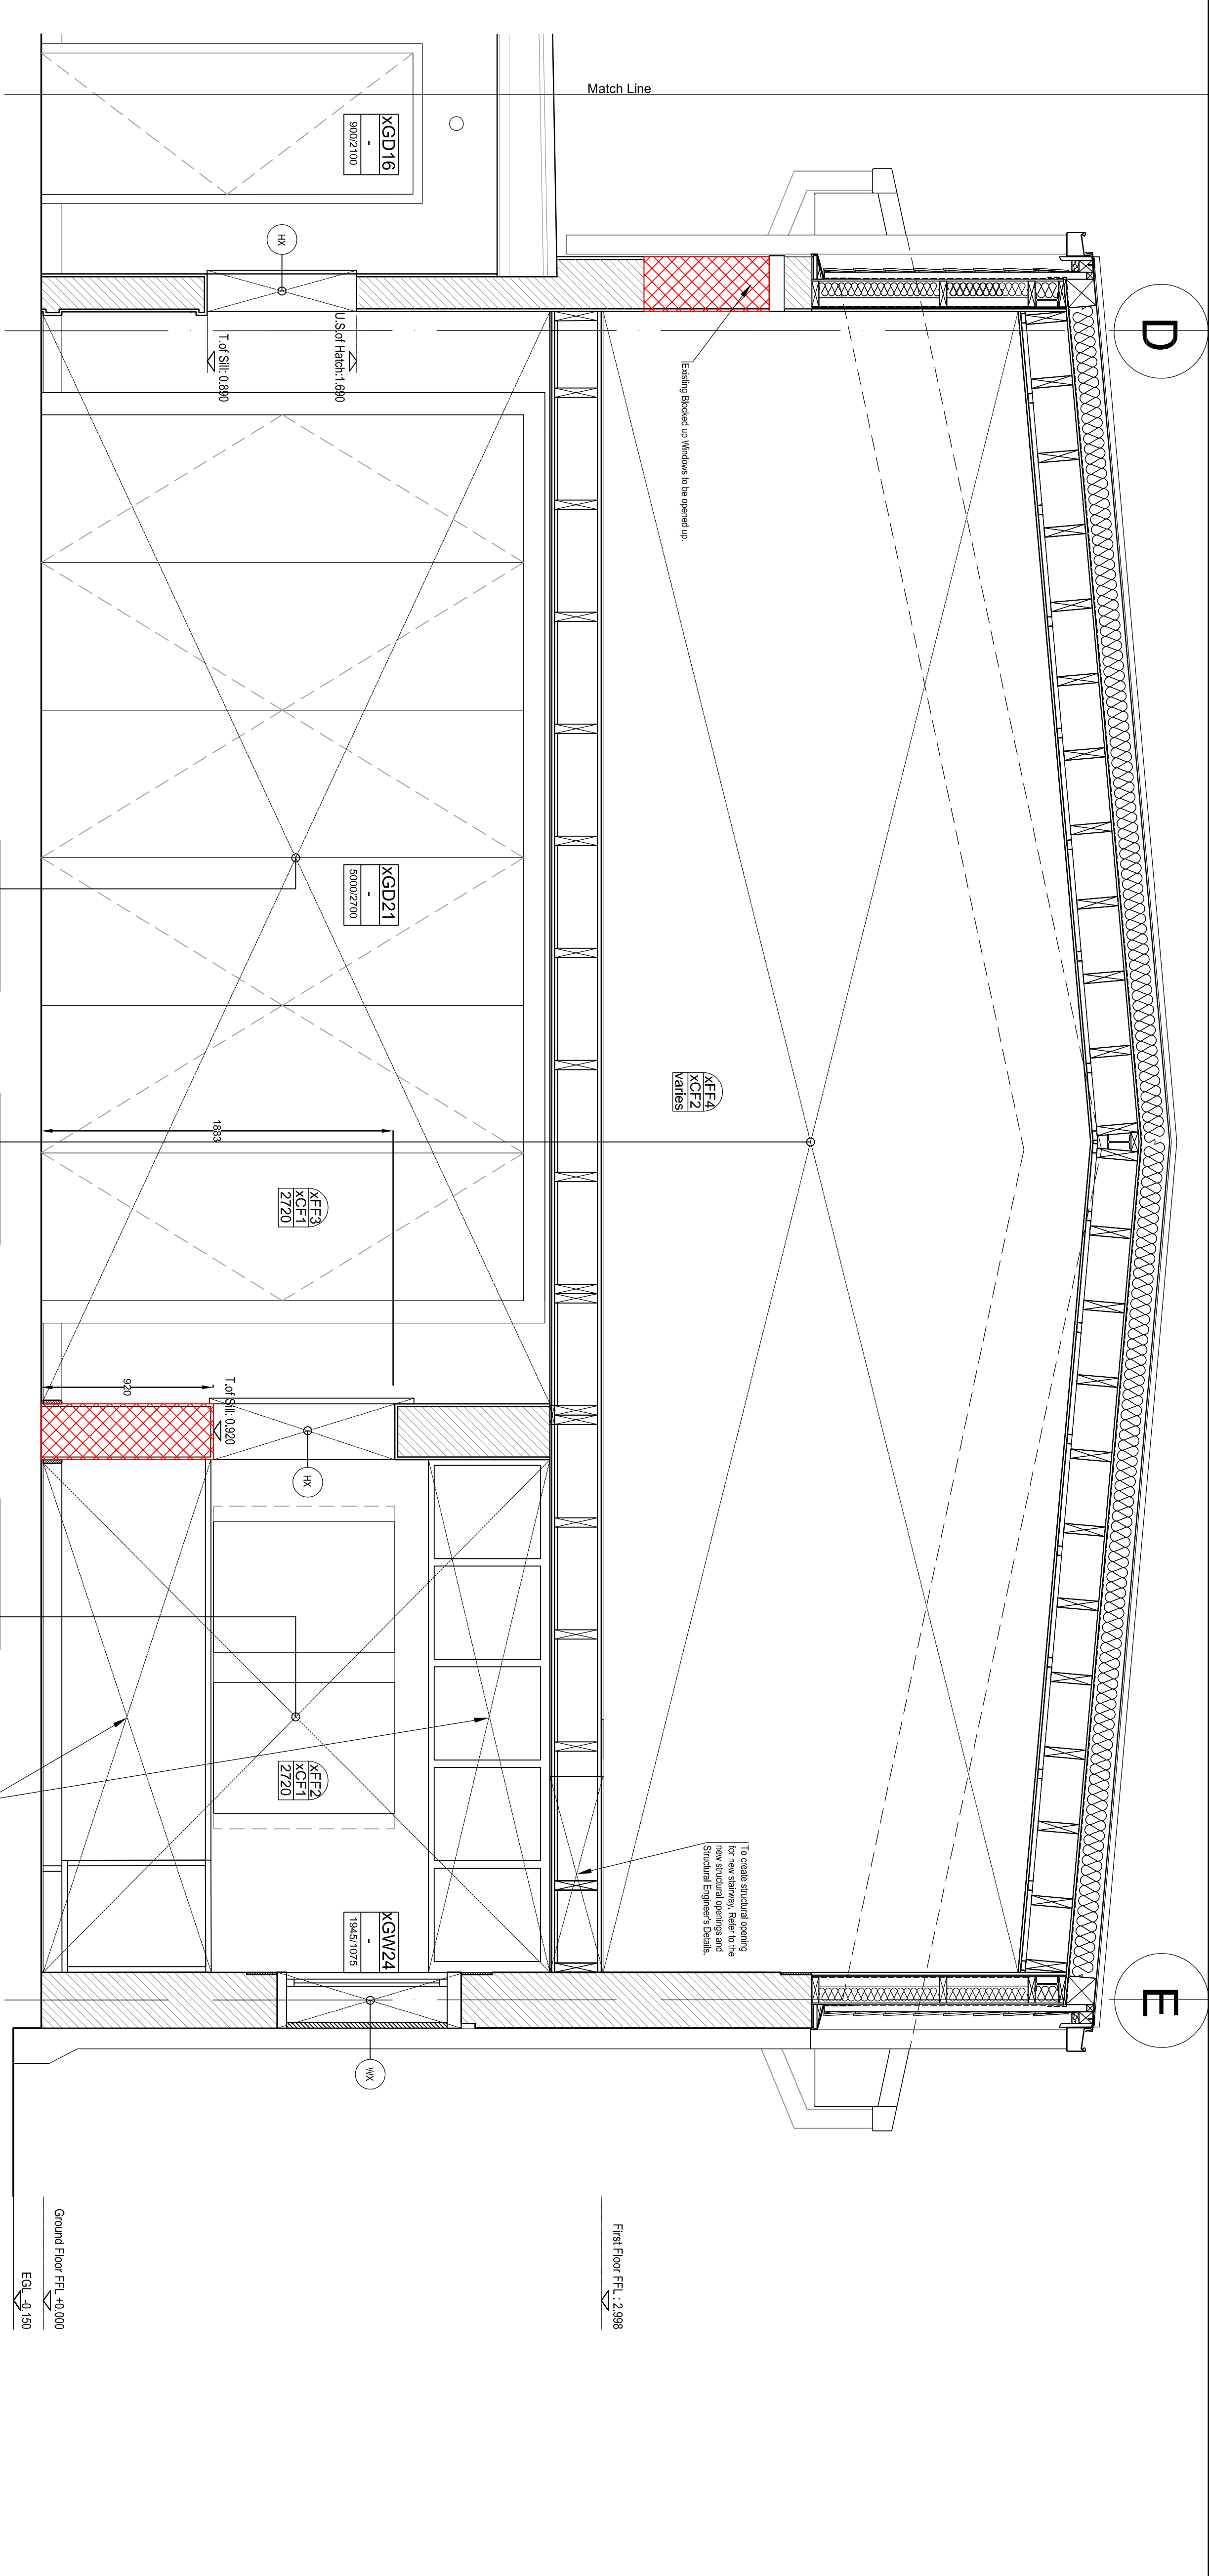 Match Line
D
E
xGD16
-
900/2100
HX
U.S.of Hatch:1.690
T.of Sill: 0.890
Existing Blocked up Windows to be opened up.
xGD21
-
5000/2700
xFF4
xCF2
varies
1883
xFF3
xCF1
2720
920
T.of Sill: 0.920
HX
xFF2
xCF1
2720
To create structural opening
for new stairway. Refer to the
new structural openings and
Structural Engineer's Details.
xGW24
-
1945/1075
WX
First Floor FFL : 2.998
Ground Floor FFL +0.000
EGL -0.150